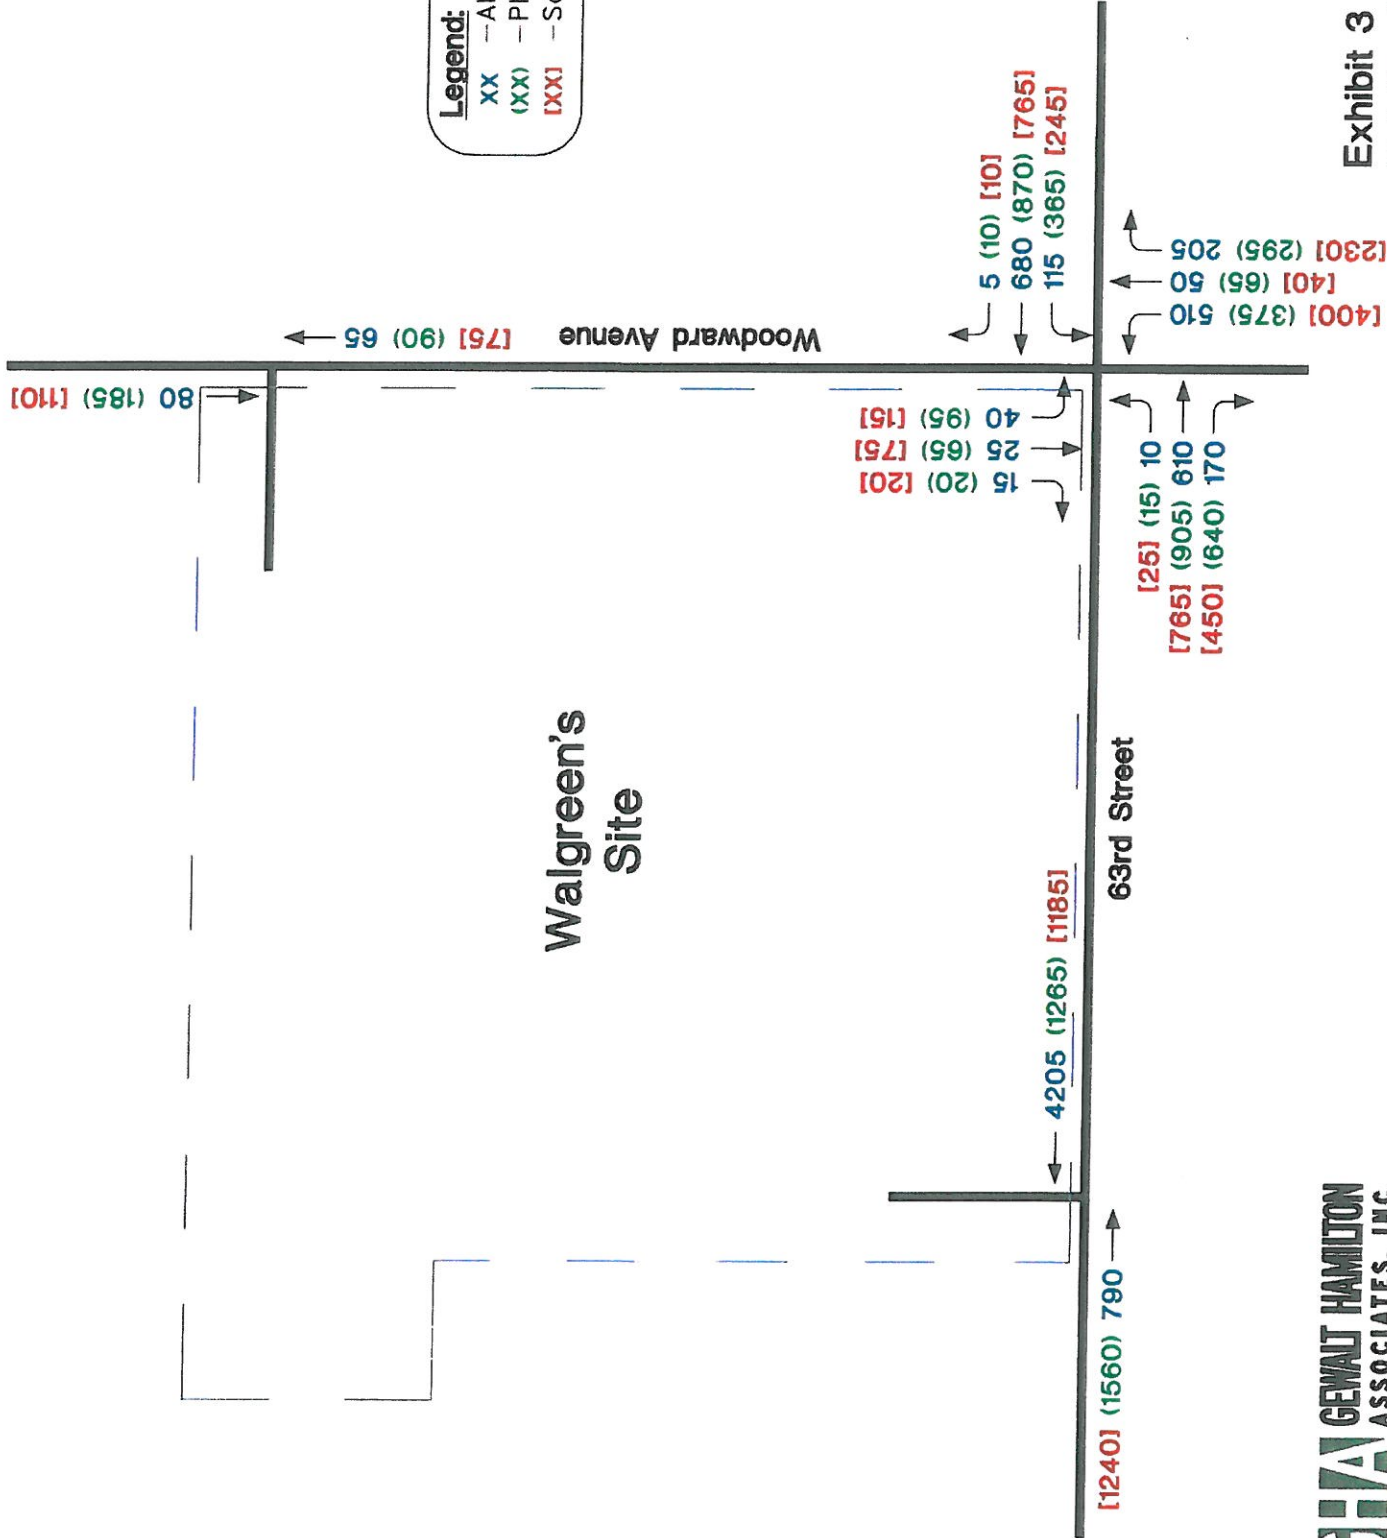 Legend:
XX
(XX)
[XX]
[110] (185) 80
65 (90) [75]
Woodward Avenue
5 (10) [10]
680 (870) [765]
115 (365) [245]
40 (95) [15]
25 (65) [75]
15 (20) [20]
205 (295) [230]
50 (65) [40]
510 (375) [400]
[25] (15) 10
[765] (905) 610
[450] (640) 170
Walgreen's
Site
63rd Street
4205 (1265) [1185]
[1240] (1560) 790
Exhibit 3
GEWALT HAMILTON
ASSOCIATES, INC